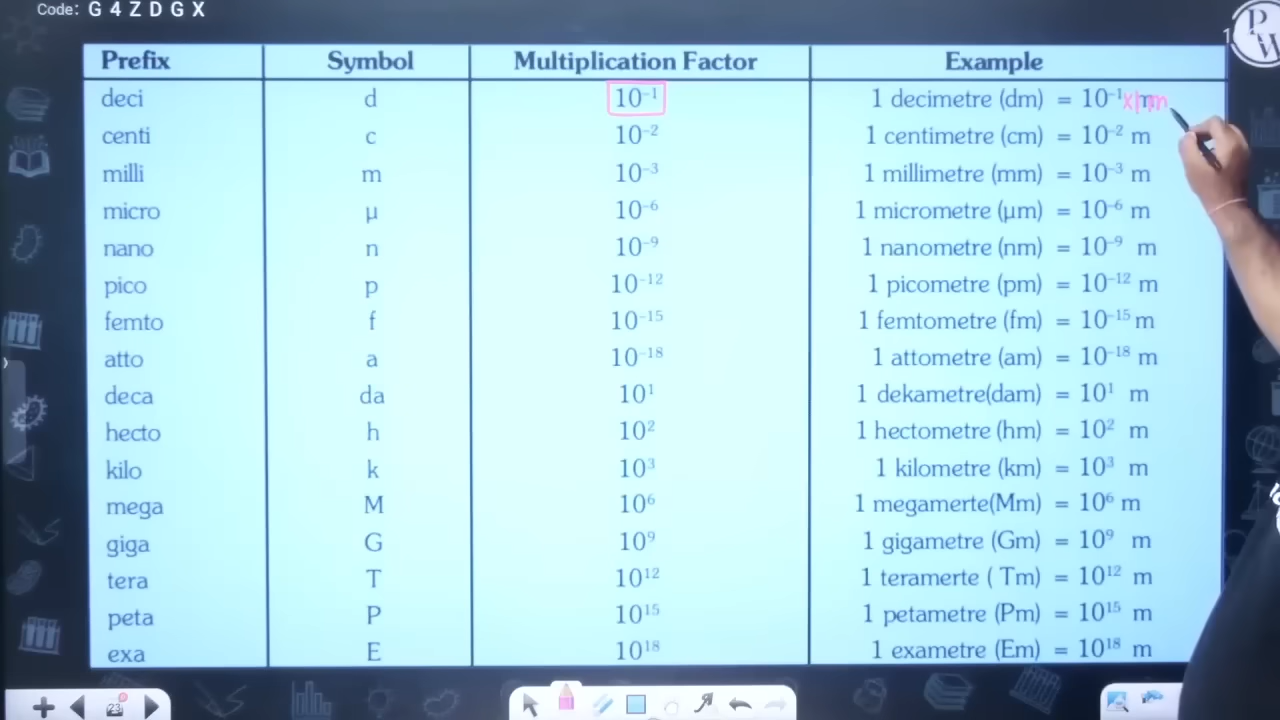 Code: G 4 Z D G X
P
W
Prefix Symbol Multiplication Factor Example
deci d 10⁻¹ 1 decimetre (dm) = 10⁻¹ x1m
centi c 10⁻² 1 centimetre (cm) = 10⁻² m
milli m 10⁻³ 1 millimetre (mm) = 10⁻³ m
micro μ 10⁻⁶ 1 micrometre (μm) = 10⁻⁶ m
nano n 10⁻⁹ 1 nanometre (nm) = 10⁻⁹ m
pico p 10⁻¹² 1 picometre (pm) = 10⁻¹² m
femto f 10⁻¹⁵ 1 femtometre (fm) = 10⁻¹⁵ m
atto a 10⁻¹⁸ 1 attometre (am) = 10⁻¹⁸ m
deca da 10¹ 1 dekametre(dam) = 10¹ m
hecto h 10² 1 hectometre (hm) = 10² m
kilo k 10³ 1 kilometre (km) = 10³ m
mega M 10⁶ 1 megamerte(Mm) = 10⁶ m
giga G 10⁹ 1 gigametre (Gm) = 10⁹ m
tera T 10¹² 1 teramerte ( Tm) = 10¹² m
peta P 10¹⁵ 1 petametre (Pm) = 10¹⁵ m
exa E 10¹⁸ 1 exametre (Em) = 10¹⁸ m
23